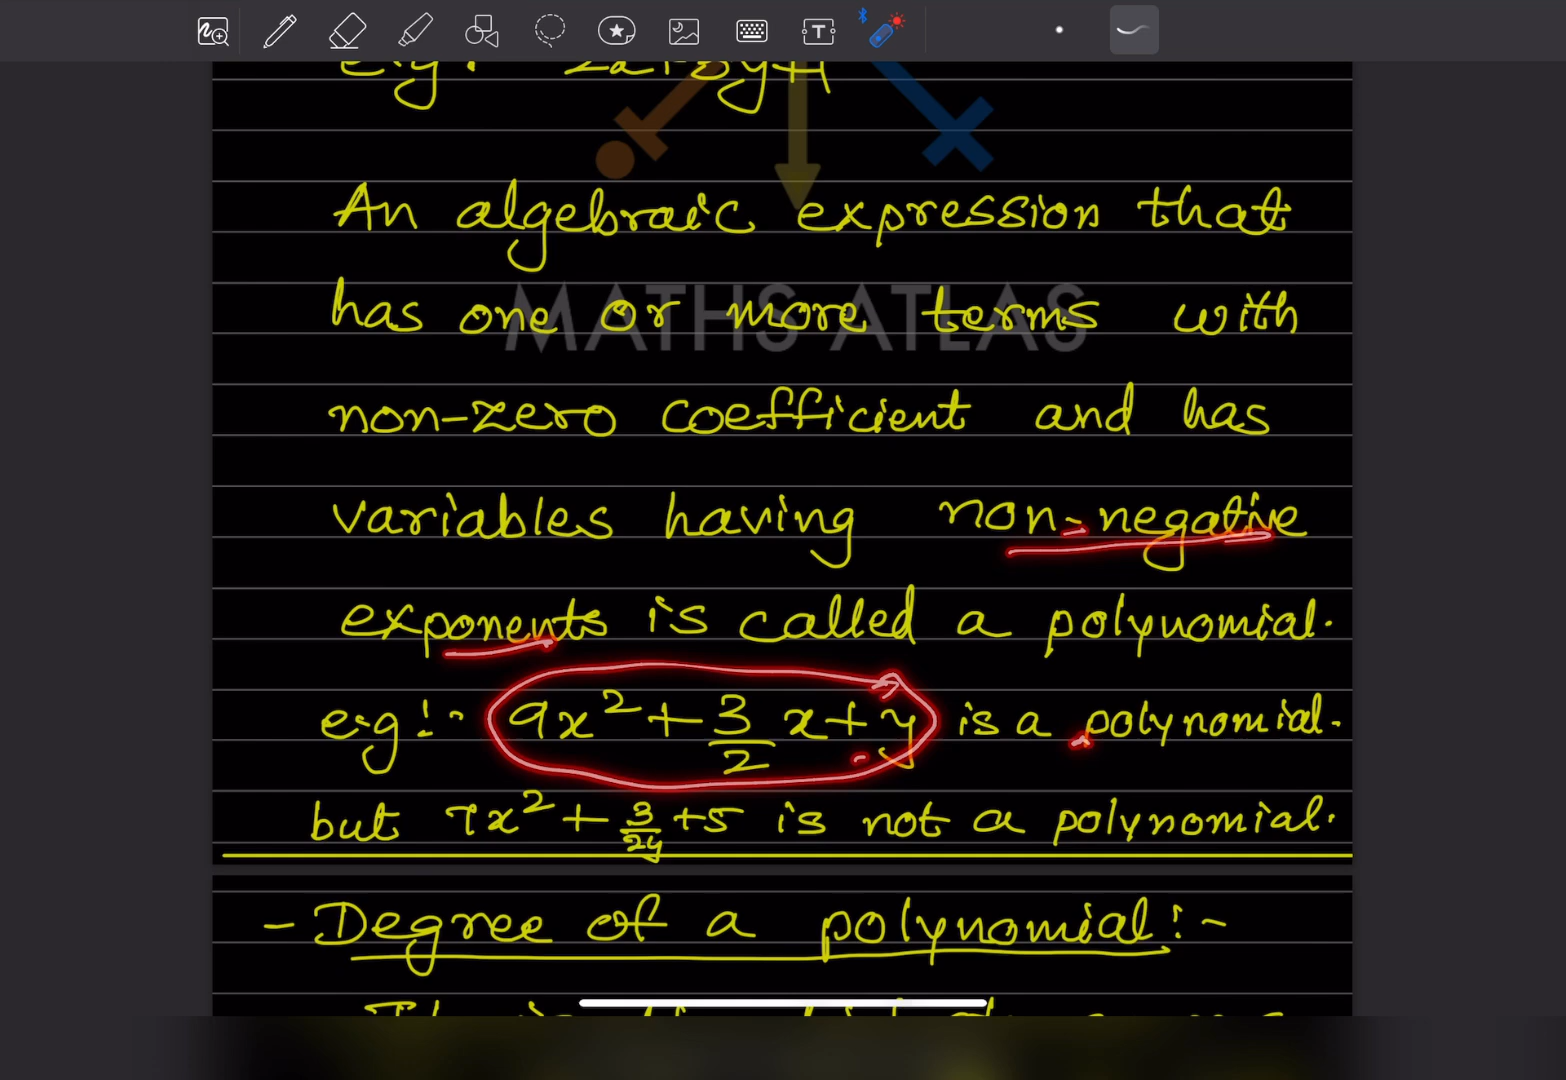 An algebraic expression that
has one or more terms with
MATHS ATLAS
non-zero coefficient and has
variables having non-negative
exponents is called a polynomial.
e.g:- 9x² + 3/2 x + y is a polynomial.
but 7x² + 3/2y + 5 is not a polynomial.
- Degree of a polynomial:-